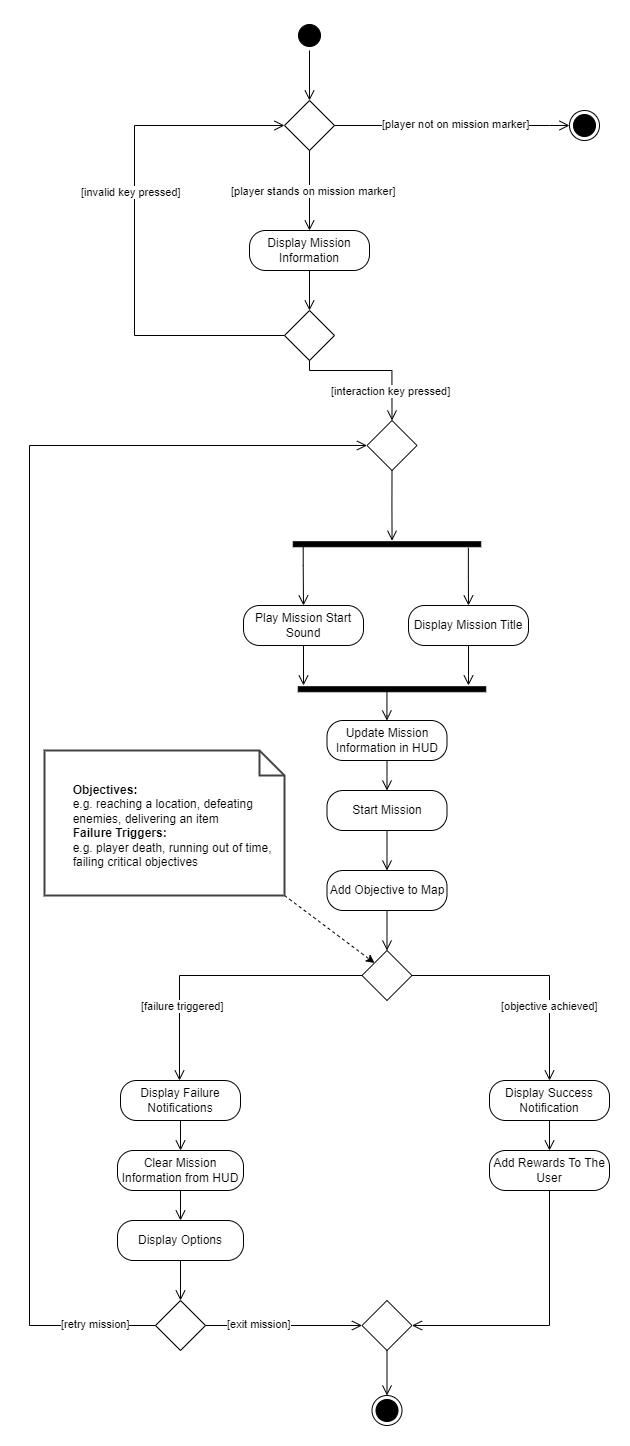 [player not on mission marker]
[invalid key pressed]
[player stands on mission marker]
Display Mission
Information
[interaction key pressed]
Play Mission Start
Sound
Display Mission Title
Update Mission
Information in HUD
Objectives:
e.g. reaching a location, defeating
enemies, delivering an item
Failure Triggers:
e.g. player death, running out of time,
failing critical objectives
Start Mission
Add Objective to Map
[failure triggered]
[objective achieved]
Display Failure
Notifications
Display Success
Notification
Clear Mission
Information from HUD
Add Rewards To The
User
Display Options
[retry mission]
[exit mission]